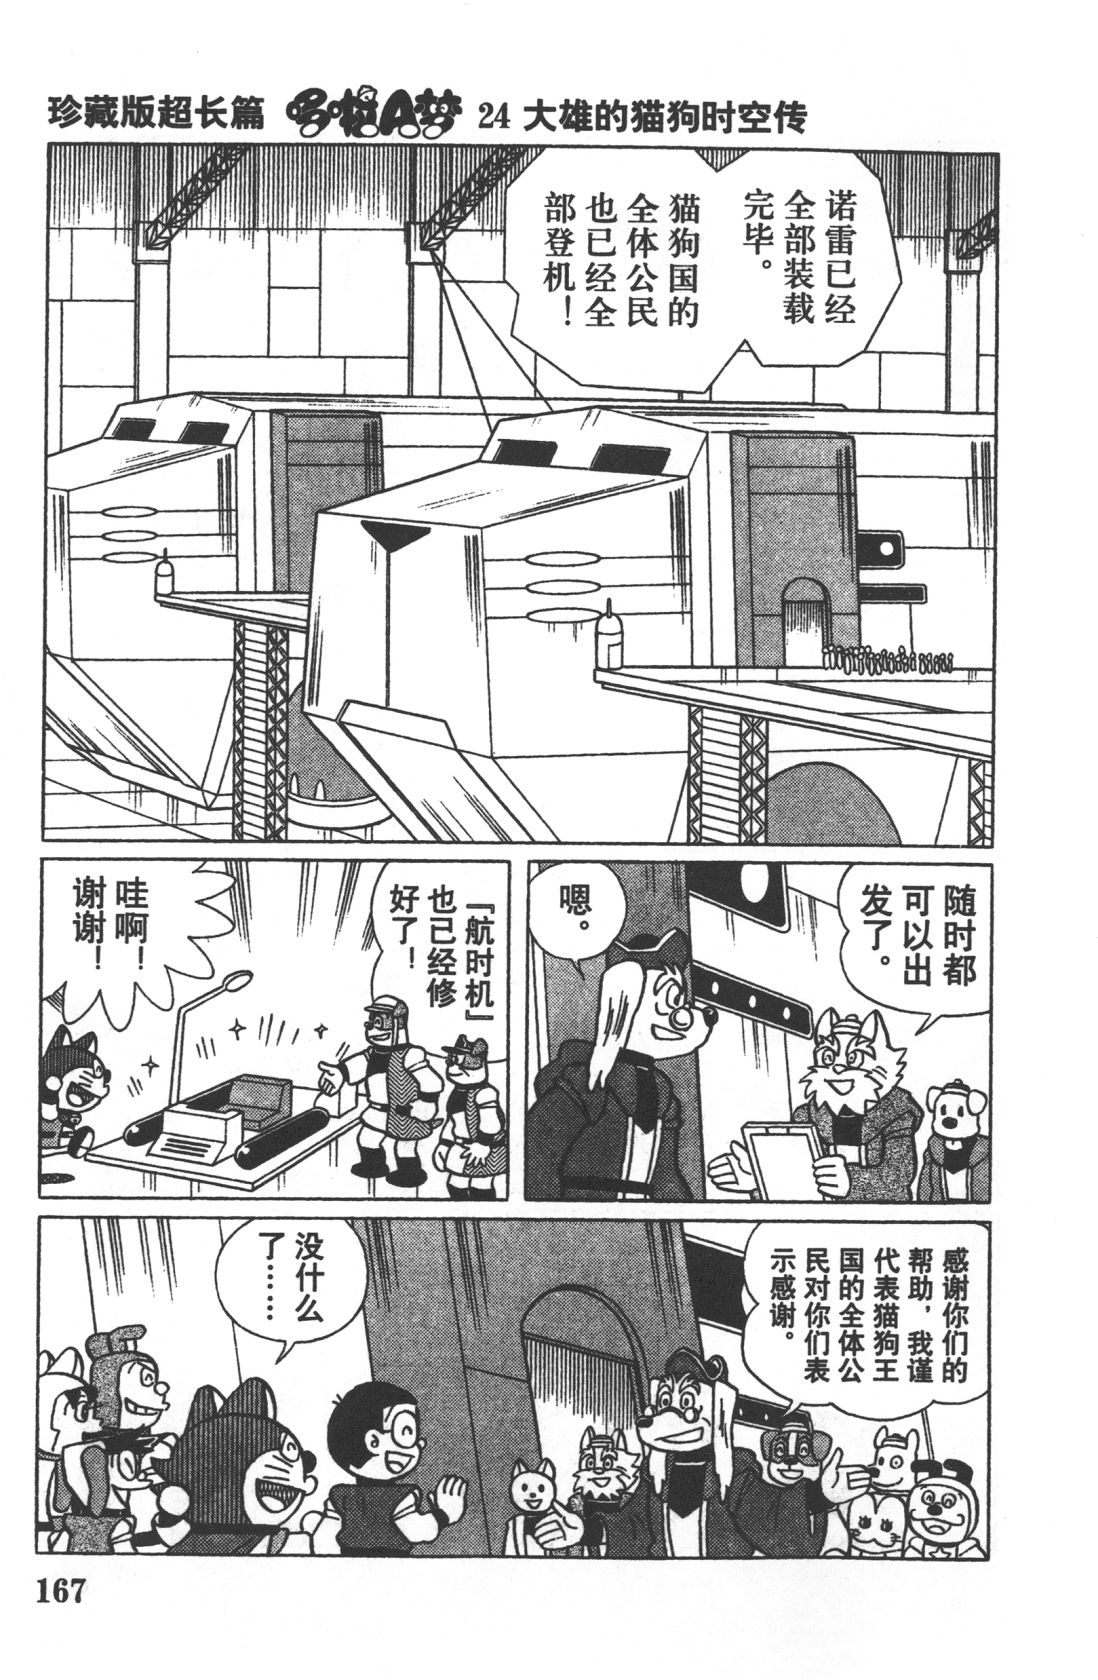 珍藏版超长篇 哆啦A梦 24 大雄的猫狗时空传
诺雷已经
全部装载
完毕。
猫狗国的
全体公民
也已经全
部登机！
随时都
可以出
发了。
嗯。
『航时机』
也已经修
好了！
哇啊！
谢谢！
感谢你们的
帮助，我谨
代表猫狗王
国的全体公
民对你们表
示感谢。
没什么
了……
167